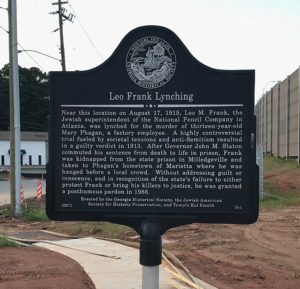 Leo Frank Lynching
Near this location on August 17, 1915, Leo M. Frank, the
Jewish superintendent of the National Pencil Company in
Atlanta, was lynched for the murder of thirteen-year-old
Mary Phagan, a factory employee. A highly controversial
trial fueled by societal tensions and anti-Semitism resulted
in a guilty verdict in 1913. After Governor John M. Slaton
commuted his sentence from death to life in prison, Frank
was kidnapped from the state prison in Milledgeville and
taken to Phagan's hometown of Marietta where he was
hanged before a local crowd. Without addressing guilt or
innocence, and in recognition of the state's failure to either
protect Frank or bring his killers to justice, he was granted
a posthumous pardon in 1986.
Erected by the Georgia Historical Society, the Jewish American
Society for Historic Preservation, and Temple Kol Emeth